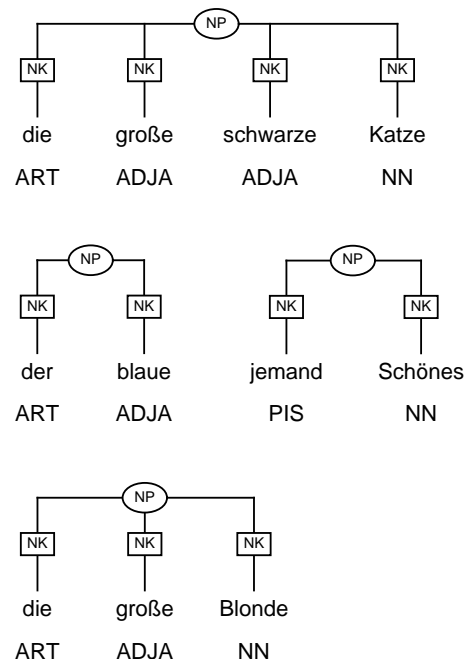 NP
NK NK NK NK
die große schwarze Katze
ART ADJA ADJA NN
NP NP
NK NK NK NK
der blaue jemand Schönes
ART ADJA PIS NN
NP
NK NK NK
die große Blonde
ART ADJA NN